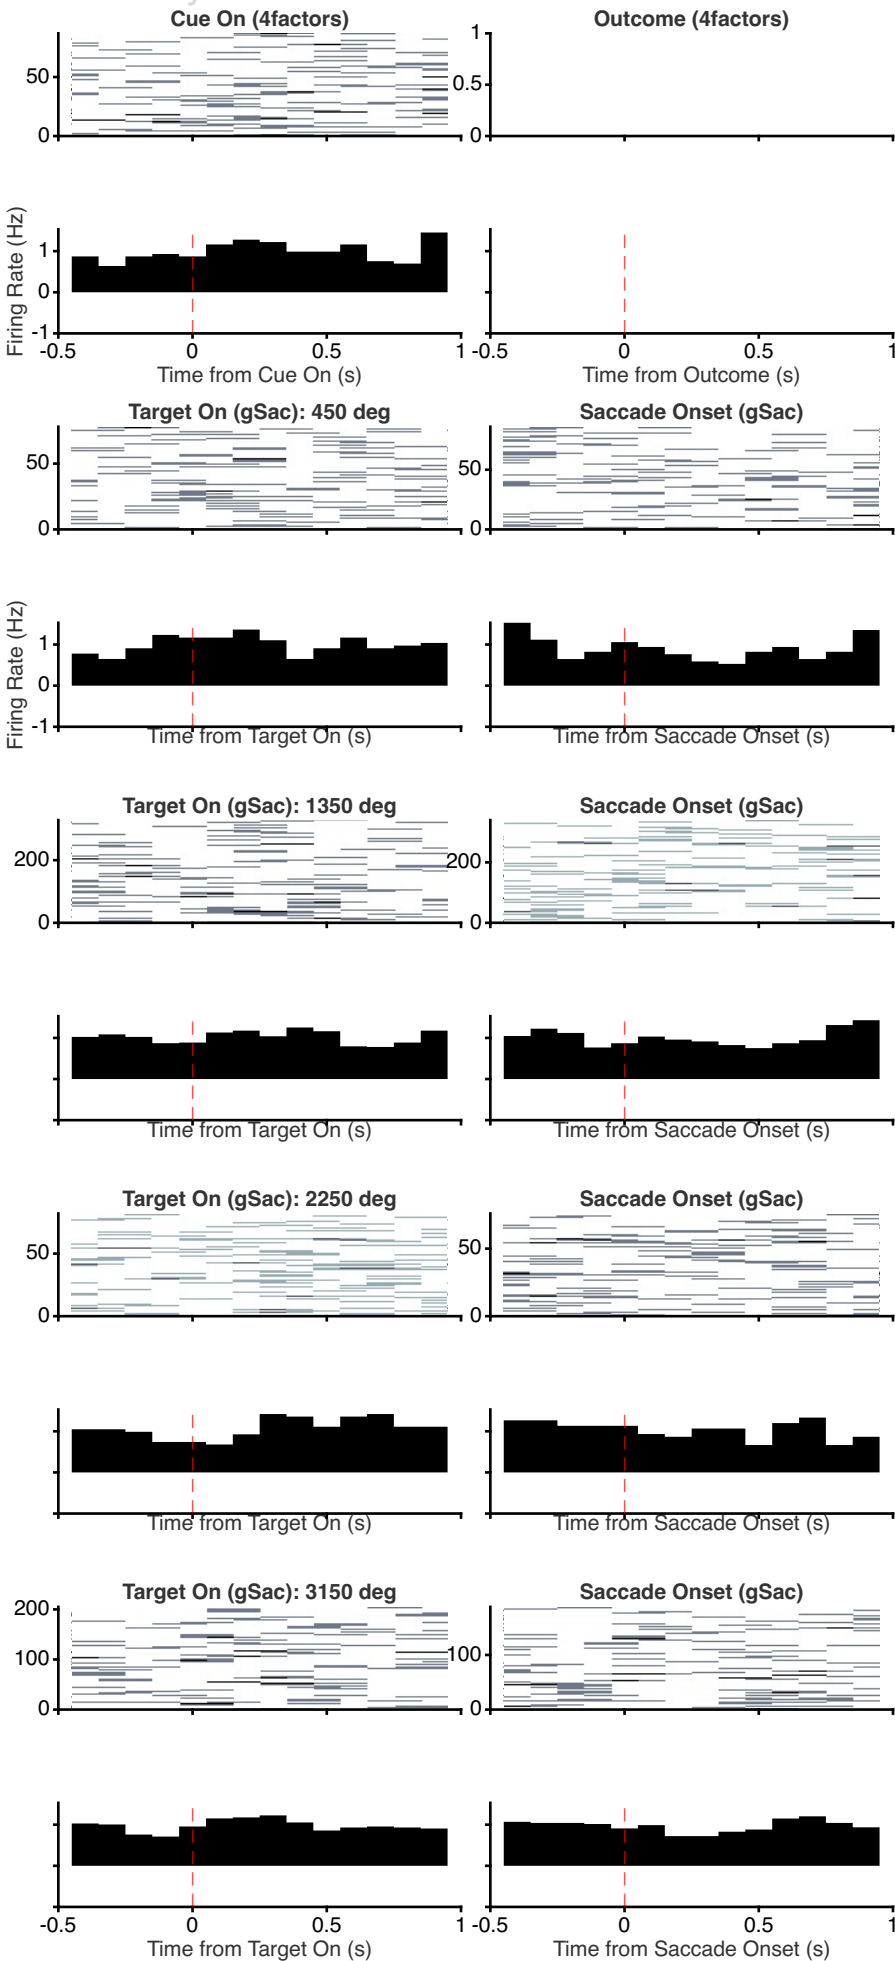 Cue On (4factors)
Outcome (4factors)
50
0
1
0.5
0
Firing Rate (Hz)
1
0
-1
-0.5 0 0.5 1
-0.5 0 0.5 1
Time from Cue On (s)
Time from Outcome (s)
Target On (gSac): 450 deg
Saccade Onset (gSac)
50
0
50
0
Firing Rate (Hz)
1
0
-1
Time from Target On (s)
Time from Saccade Onset (s)
Target On (gSac): 1350 deg
Saccade Onset (gSac)
200
0
200
0
Time from Target On (s)
Time from Saccade Onset (s)
Target On (gSac): 2250 deg
Saccade Onset (gSac)
50
0
50
0
Time from Target On (s)
Time from Saccade Onset (s)
Target On (gSac): 3150 deg
Saccade Onset (gSac)
200
100
0
100
0
-0.5 0 0.5 1
-0.5 0 0.5 1
Time from Target On (s)
Time from Saccade Onset (s)